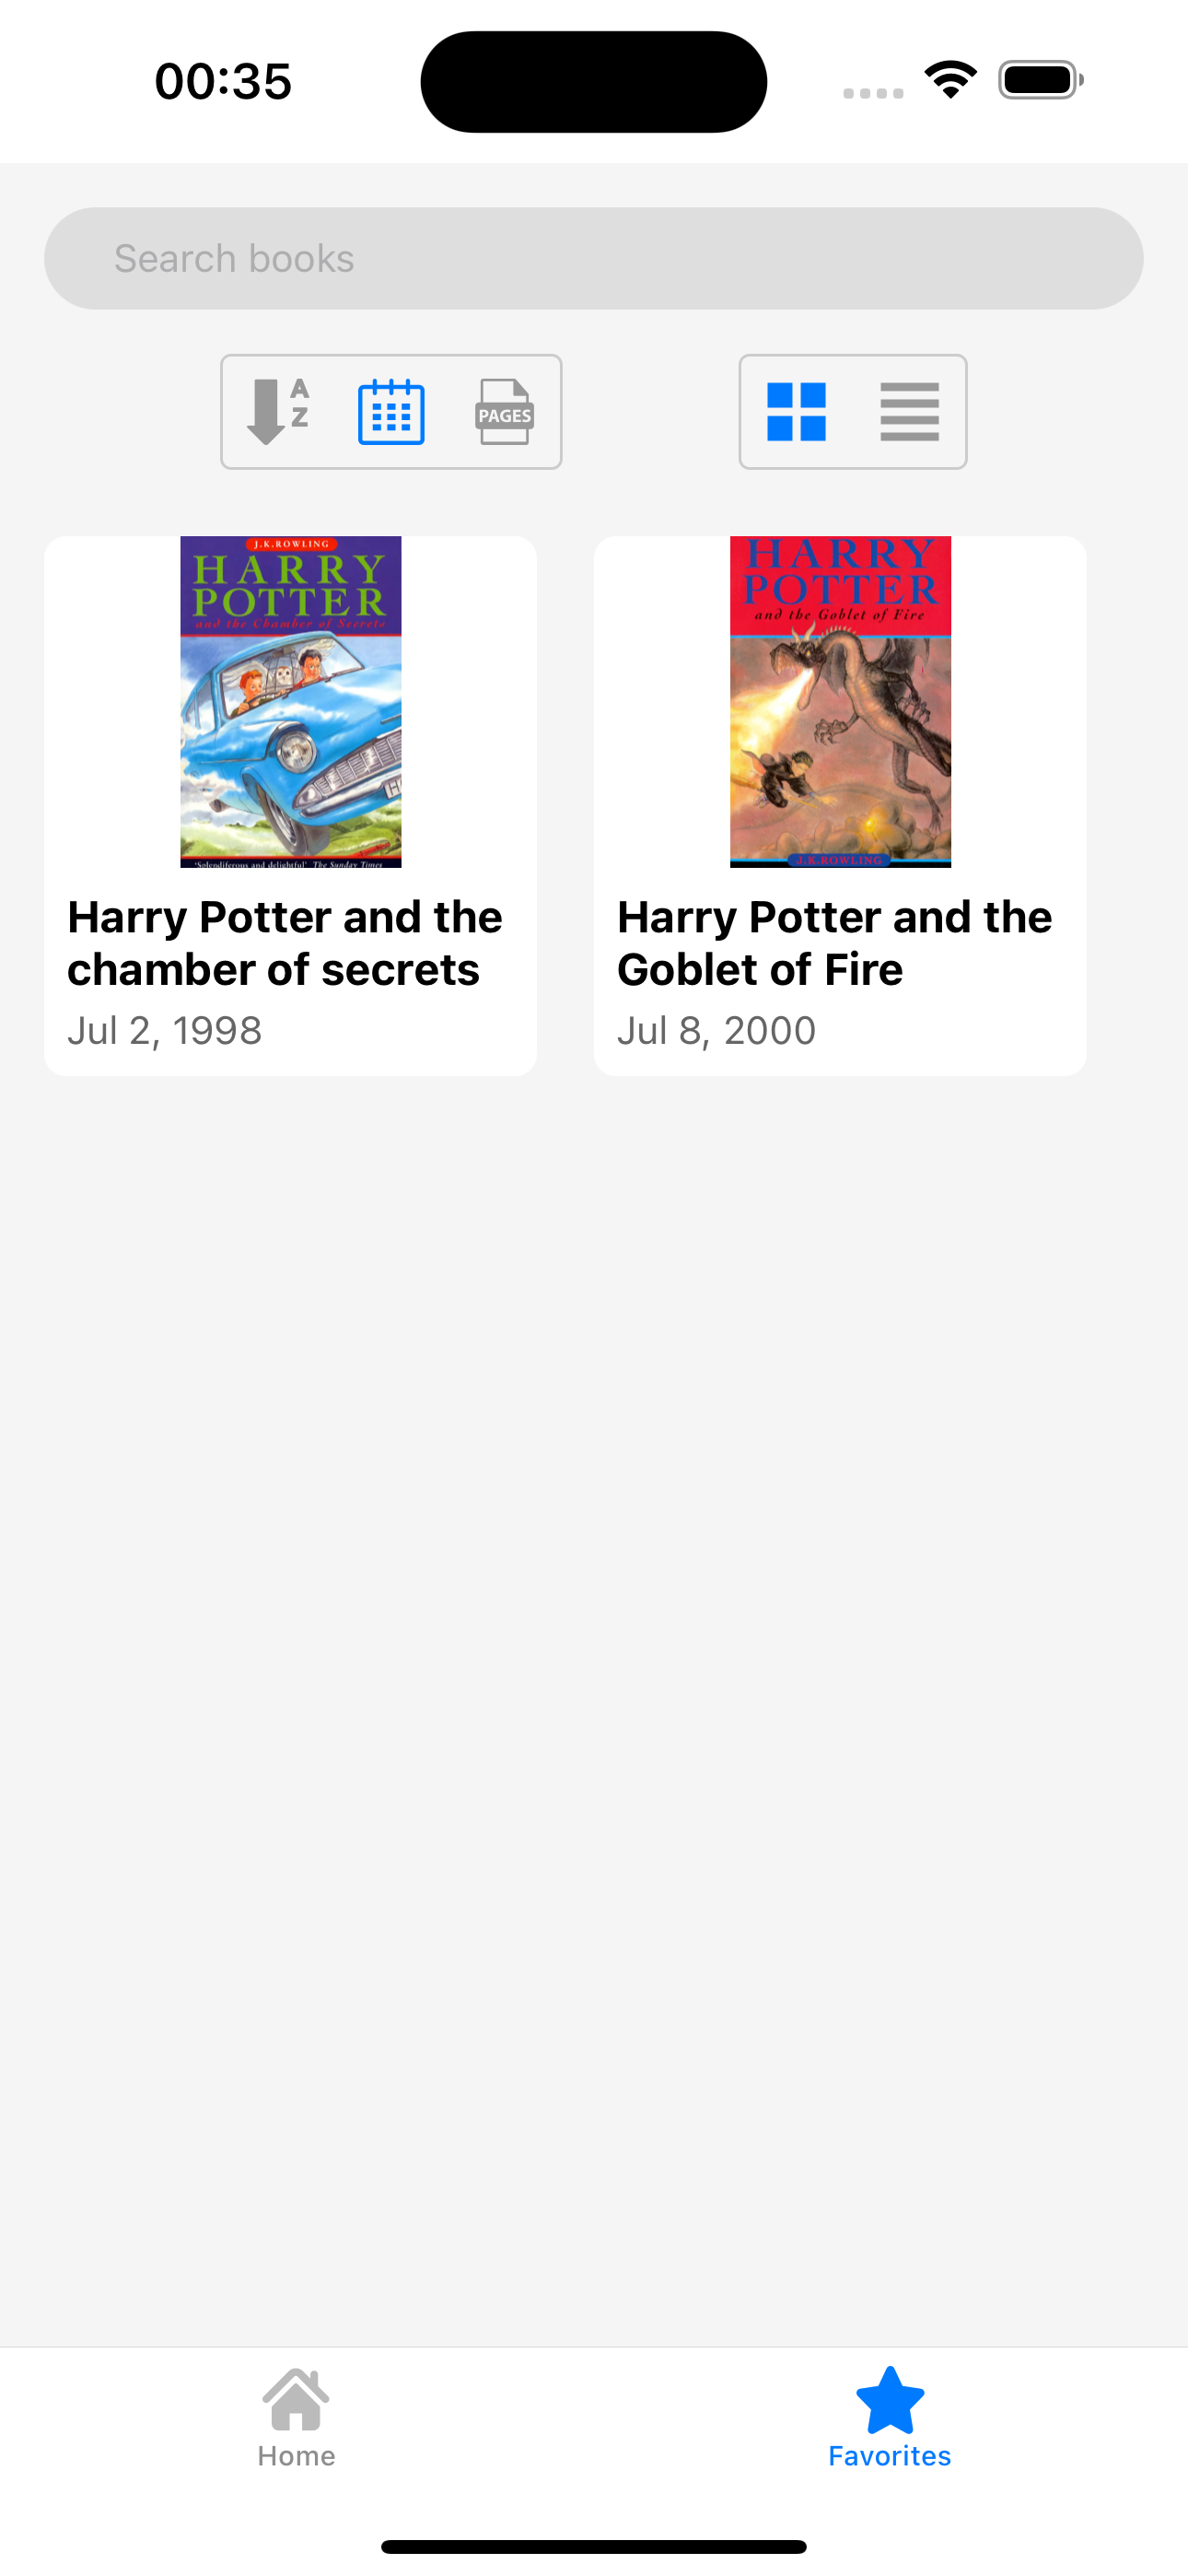 00:35
Search books
A
Z
PAGES
J.K.ROWLING
HARRY
POTTER
and the Chamber of Secrets
'Splendiferous and delightful' The Sunday Times
HARRY
POTTER
and the Goblet of Fire
J.K.ROWLING
Harry Potter and the
chamber of secrets
Jul 2, 1998
Harry Potter and the
Goblet of Fire
Jul 8, 2000
Home
Favorites